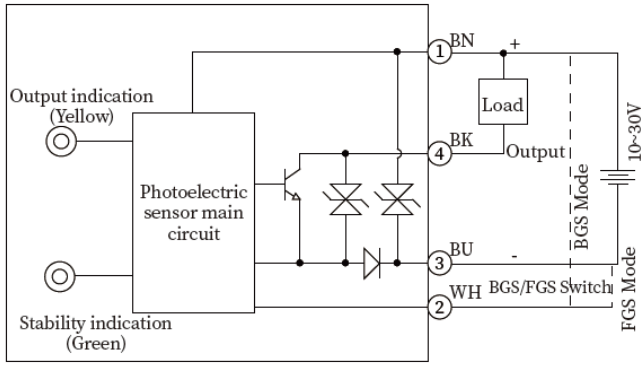 Output indication
(Yellow)
Photoelectric
sensor main
circuit
Stability indication
(Green)
1 BN +
4 BK
Load
Output
3 BU -
2 WH BGS/FGS Switch
BGS Mode
10~30V
FGS Mode